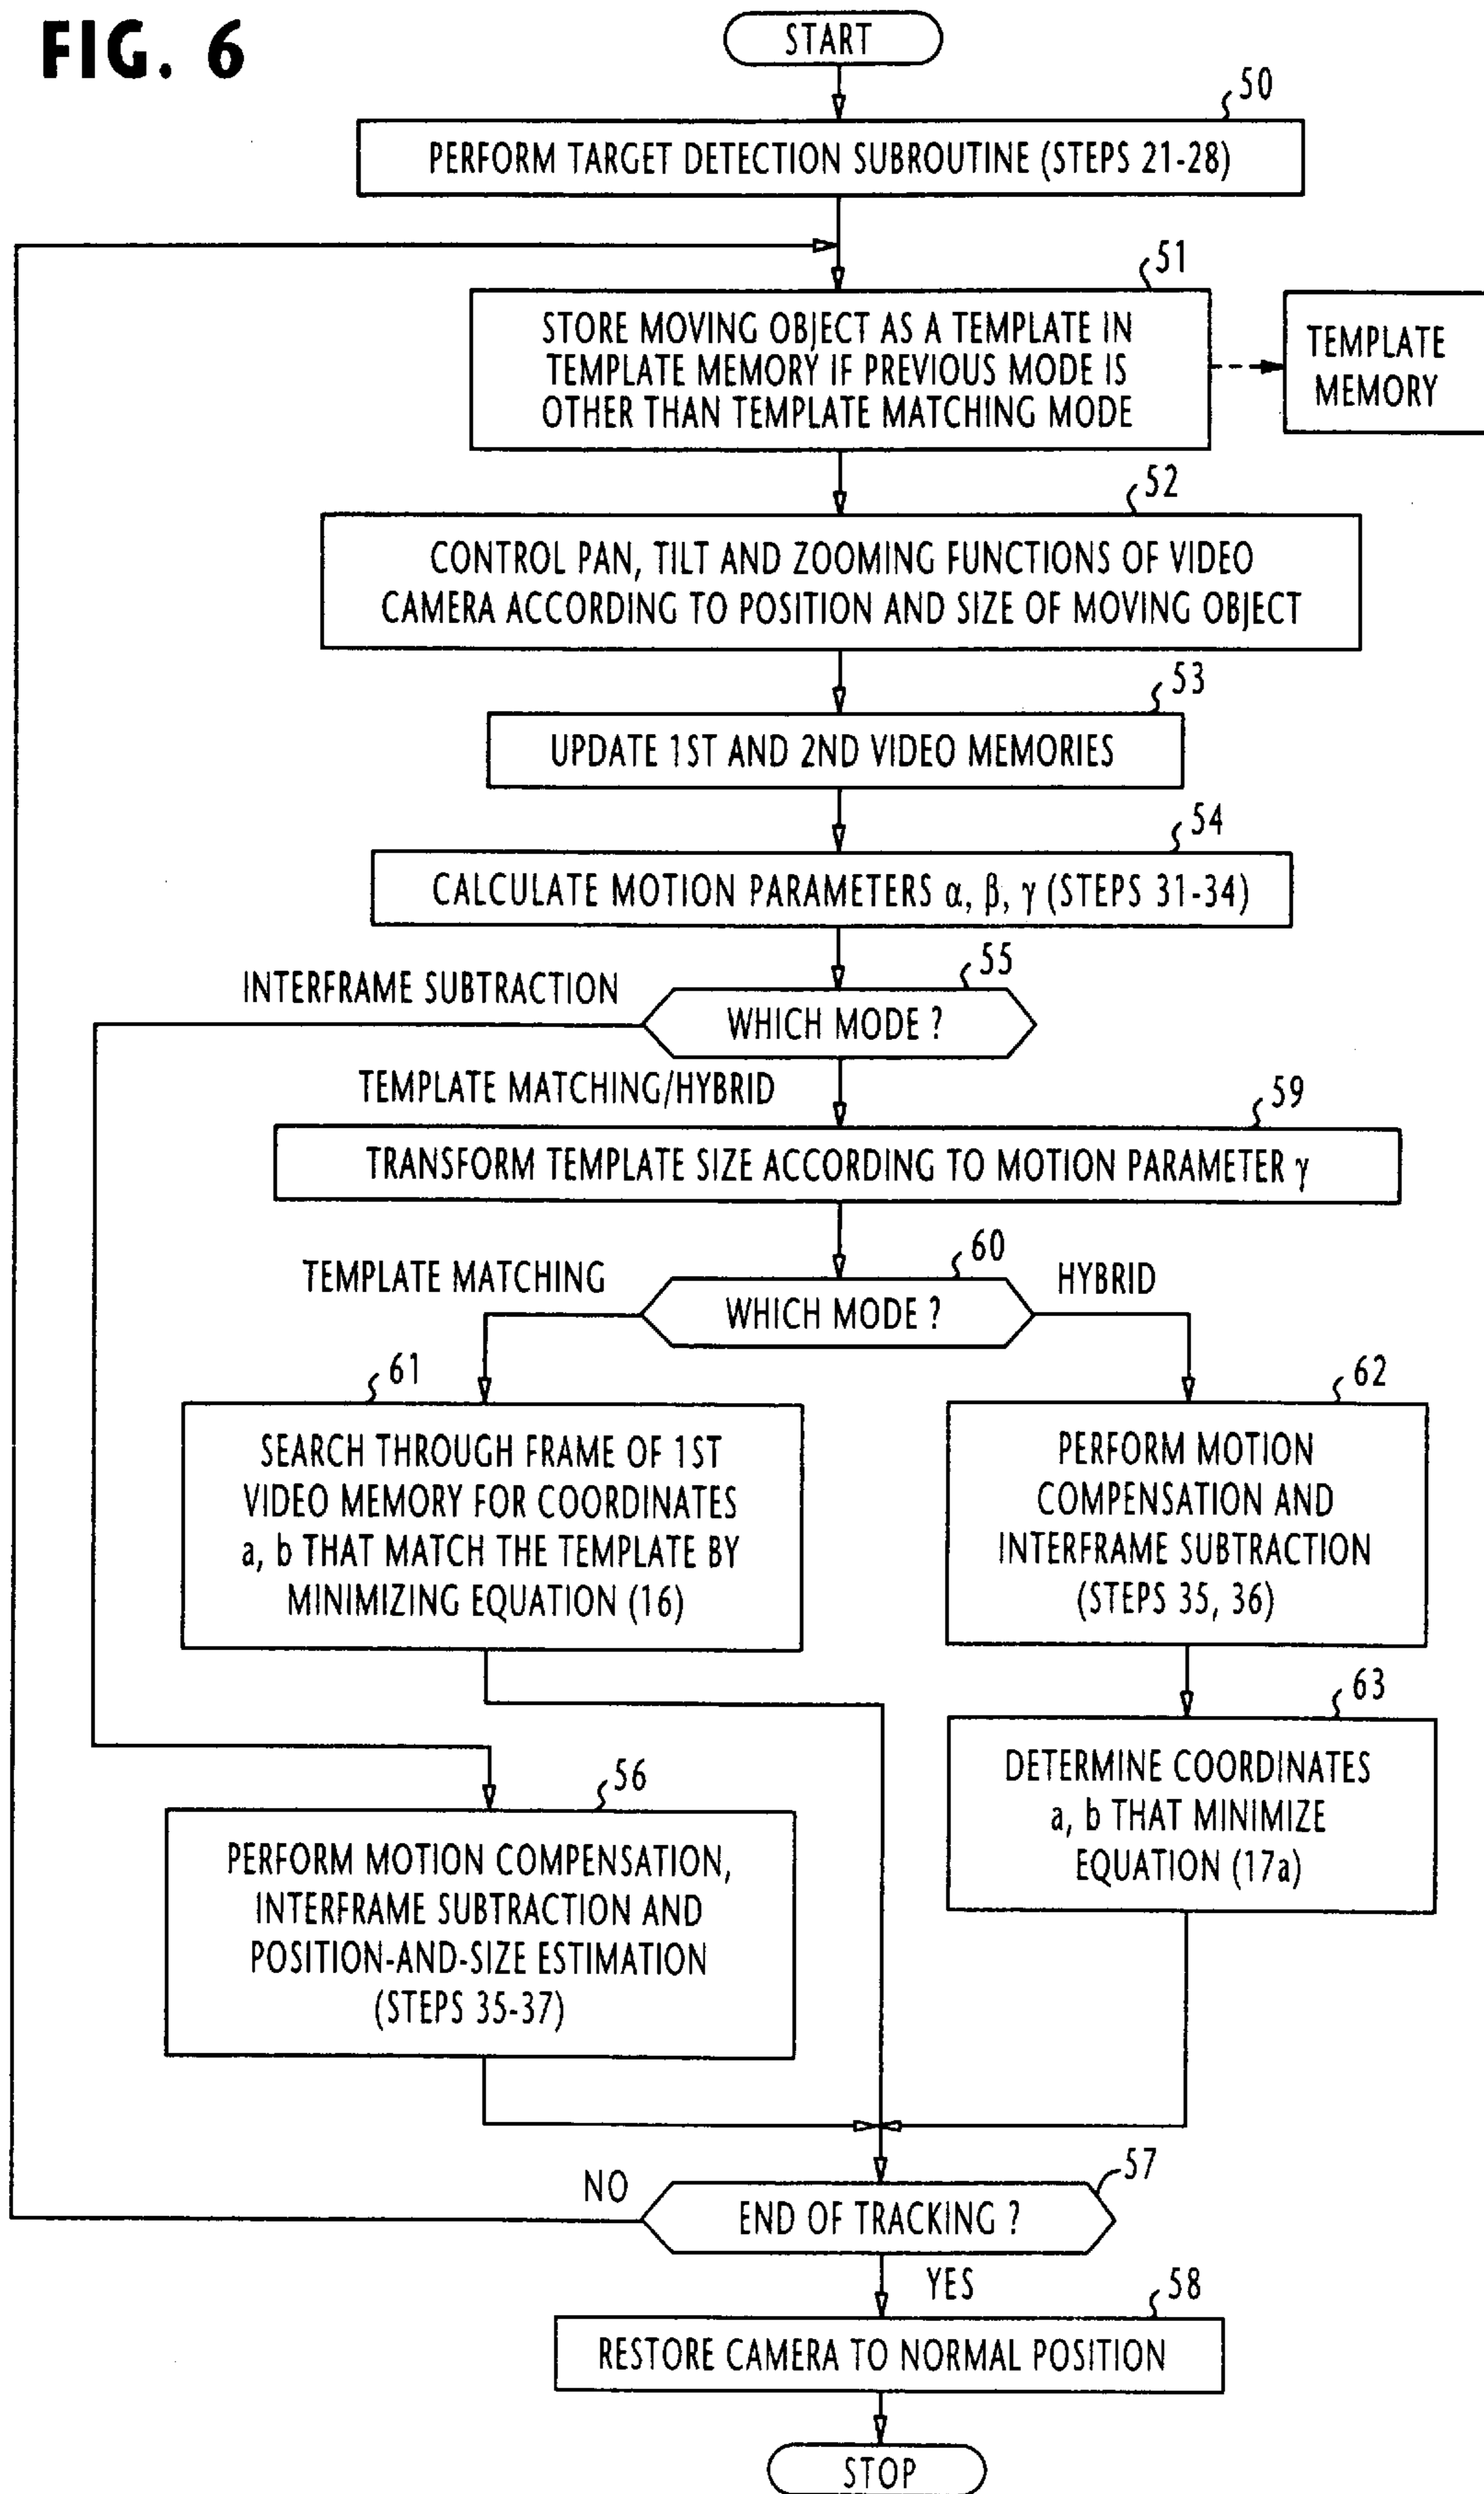 FIG. 6
START
50
PERFORM TARGET DETECTION SUBROUTINE (STEPS 21-28)
51
STORE MOVING OBJECT AS A TEMPLATE IN
TEMPLATE MEMORY IF PREVIOUS MODE IS
OTHER THAN TEMPLATE MATCHING MODE
TEMPLATE
MEMORY
52
CONTROL PAN, TILT AND ZOOMING FUNCTIONS OF VIDEO
CAMERA ACCORDING TO POSITION AND SIZE OF MOVING OBJECT
53
UPDATE 1ST AND 2ND VIDEO MEMORIES
54
CALCULATE MOTION PARAMETERS α, β, γ (STEPS 31-34)
55
INTERFRAME SUBTRACTION
WHICH MODE ?
TEMPLATE MATCHING/HYBRID
59
TRANSFORM TEMPLATE SIZE ACCORDING TO MOTION PARAMETER γ
60
TEMPLATE MATCHING
HYBRID
WHICH MODE ?
61
SEARCH THROUGH FRAME OF 1ST
VIDEO MEMORY FOR COORDINATES
a, b THAT MATCH THE TEMPLATE BY
MINIMIZING EQUATION (16)
62
PERFORM MOTION
COMPENSATION AND
INTERFRAME SUBTRACTION
(STEPS 35, 36)
63
DETERMINE COORDINATES
a, b THAT MINIMIZE
EQUATION (17a)
56
PERFORM MOTION COMPENSATION,
INTERFRAME SUBTRACTION AND
POSITION-AND-SIZE ESTIMATION
(STEPS 35-37)
57
NO
END OF TRACKING ?
YES
58
RESTORE CAMERA TO NORMAL POSITION
STOP